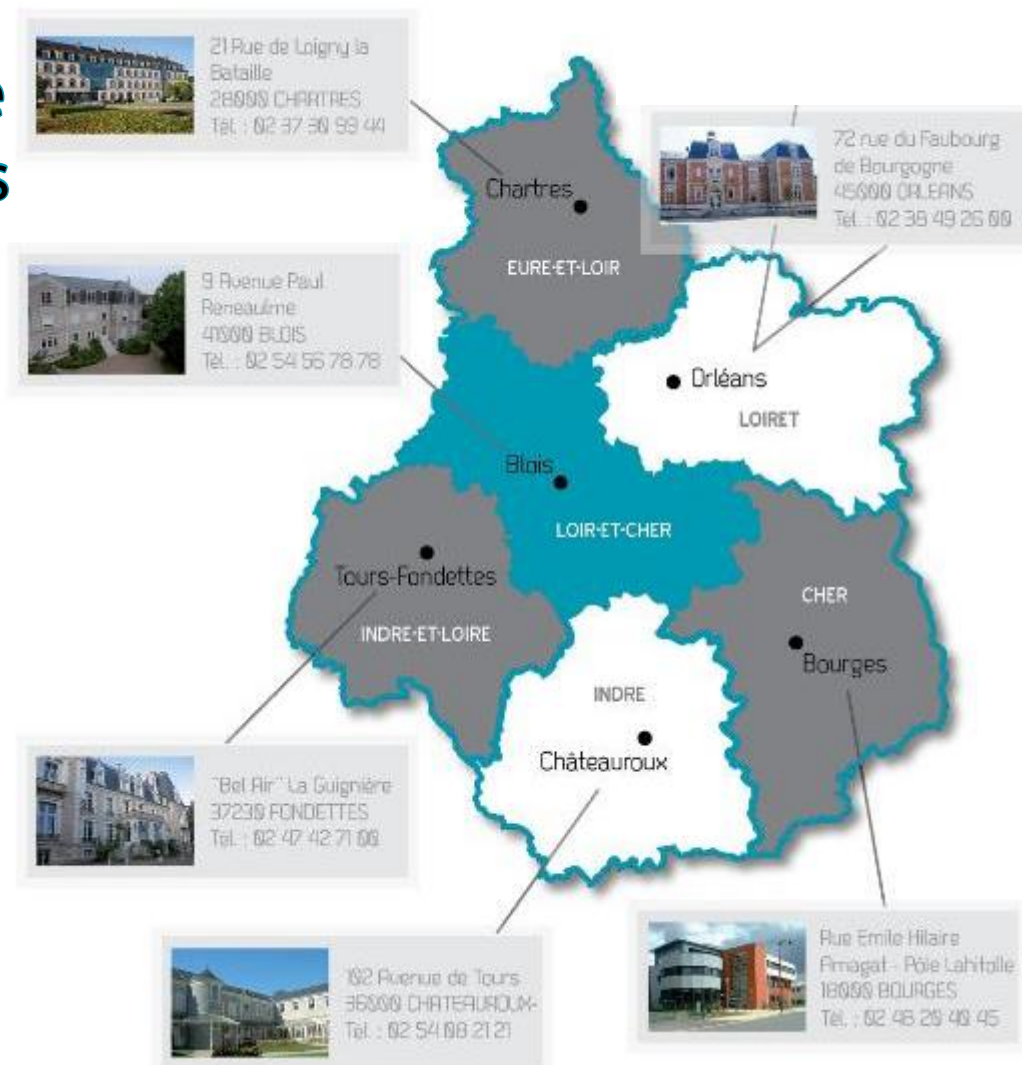 e
s
21 Rue de Loigny la
Bataille
28000 CHARTRES
Tél. : 02 37 30 99 44
72 rue du Faubourg
de Bourgogne
45000 ORLEANS
Tél. : 02 38 49 26 00
Chartres
EURE-ET-LOIR
9 Avenue Paul
Reneaulme
41000 BLOIS
Tél. : 02 54 56 78 78
Orléans
LOIRET
Blois
LOIR-ET-CHER
Tours-Fondettes
INDRE-ET-LOIRE
CHER
Bourges
INDRE
Châteauroux
"Bel Air" La Guignière
37230 FONDETTES
Tél. : 02 47 42 71 00
102 Avenue de Tours
36000 CHATEAUROUX-
Tél. : 02 54 08 21 21
Rue Emile Hilaire
Amagat - Pôle Lahitolle
18000 BOURGES
Tél. : 02 48 20 40 45